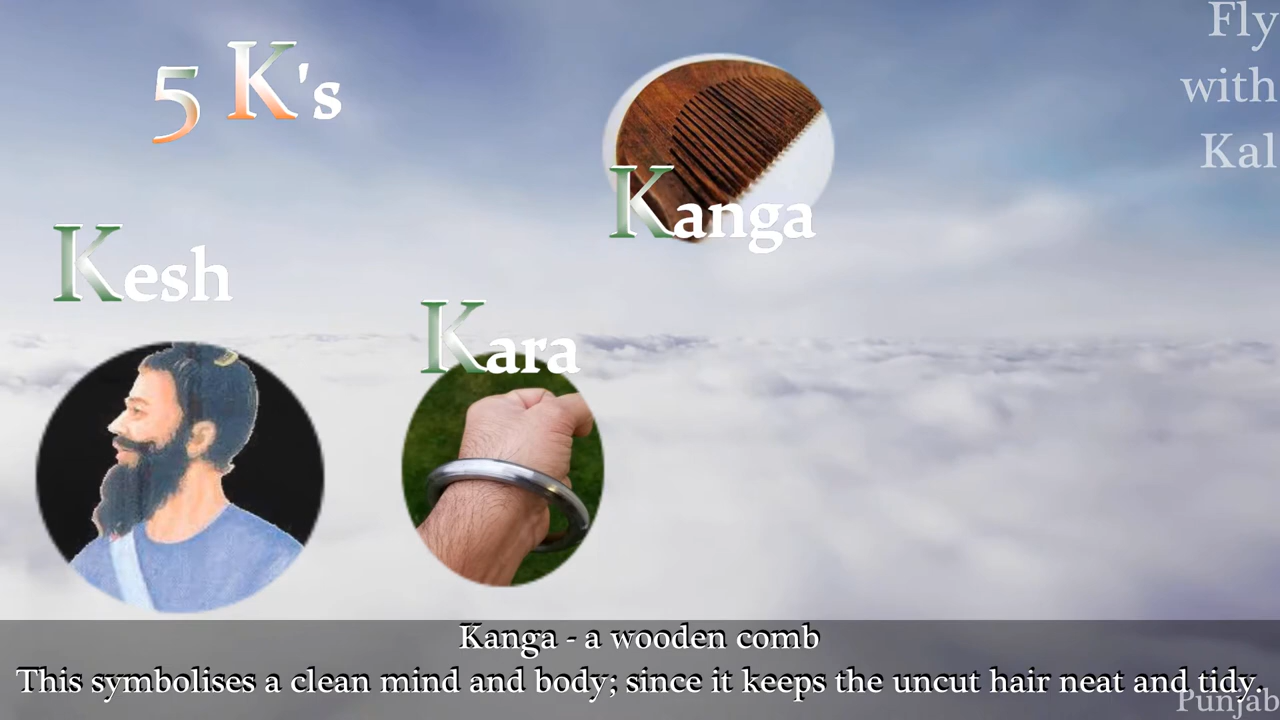 5 K's
Fly
with
Kal
Kanga
Kesh
Kara
Kanga - a wooden comb
This symbolises a clean mind and body; since it keeps the uncut hair neat and tidy.
Punjab